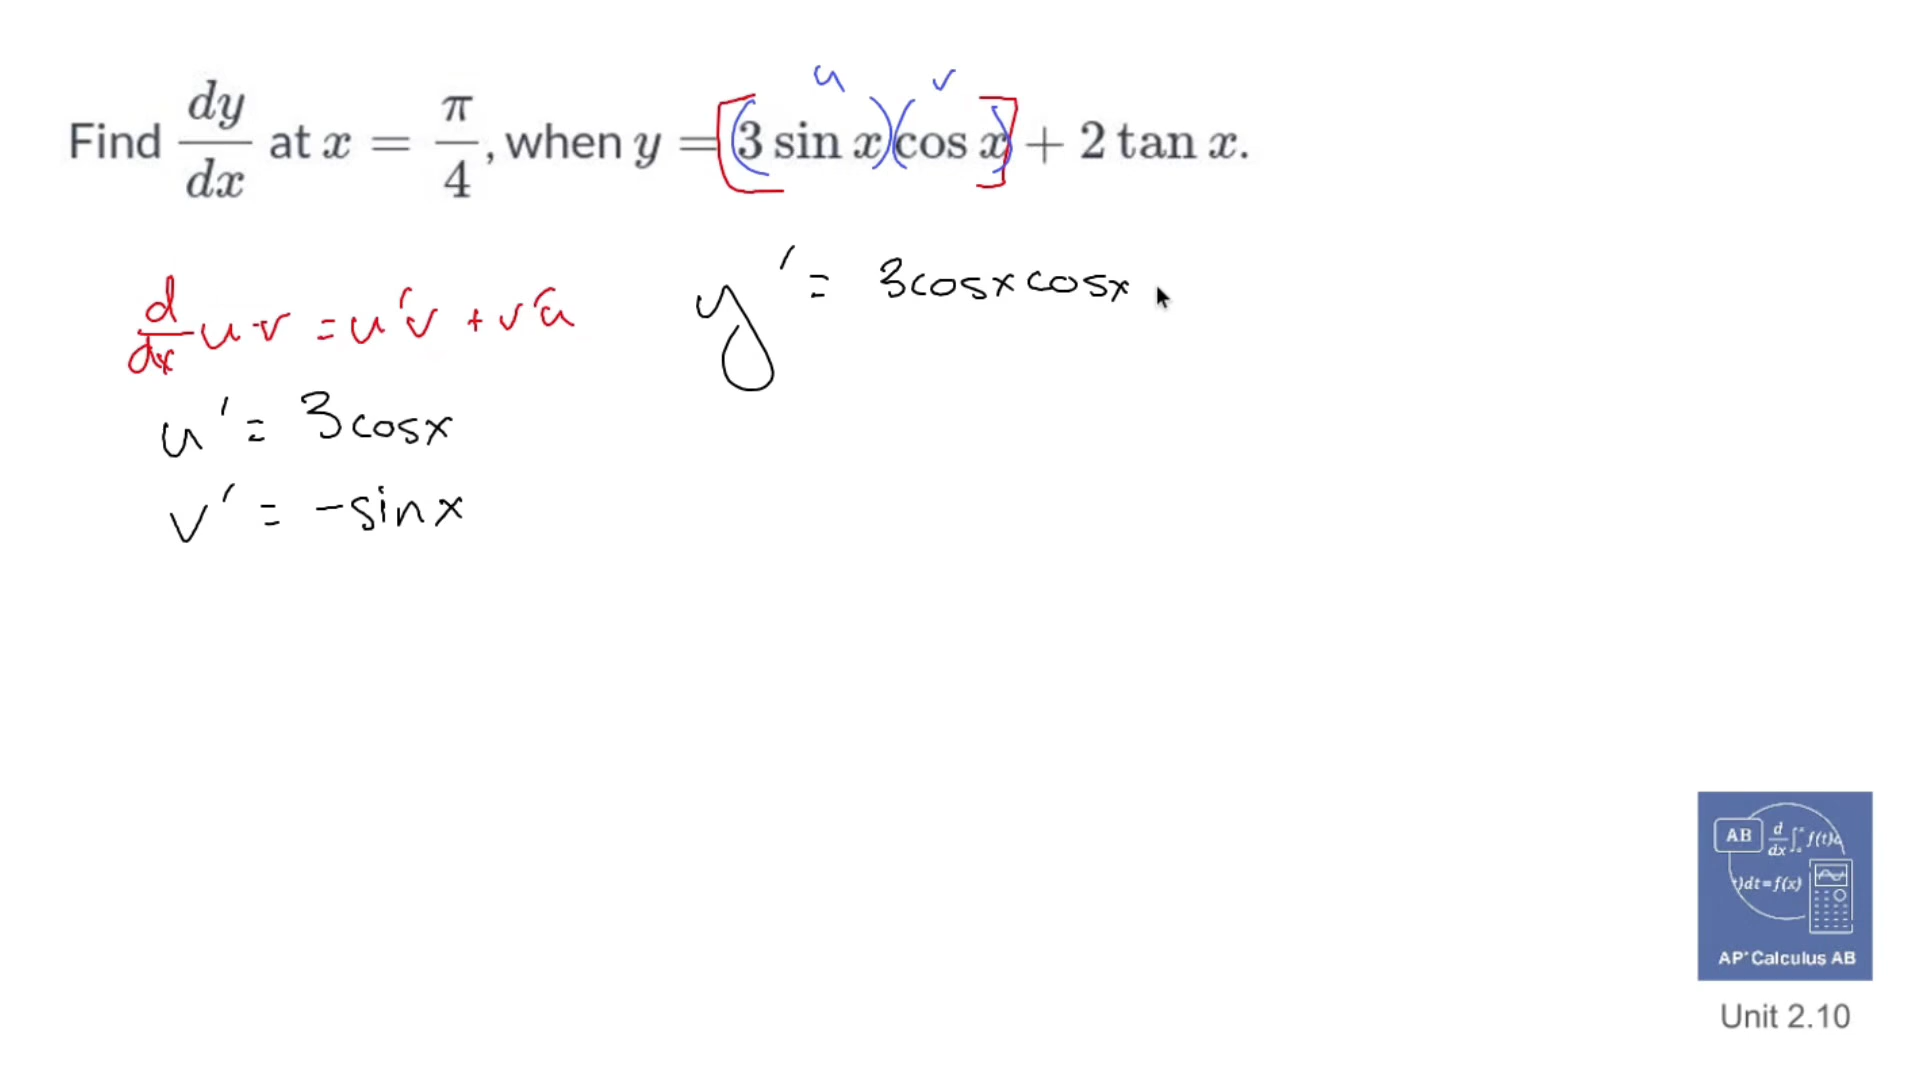 u v
Find dy/dx at x = π/4, when y = [(3 sin x)(cos x)] + 2 tan x.
d/dx u·v = u'v + v'u
y' = 3cosx cosx
u' = 3cosx
v' = -sinx
AB d/dx ∫ f(t)d
t)dt=f(x)
AP* Calculus AB
Unit 2.10